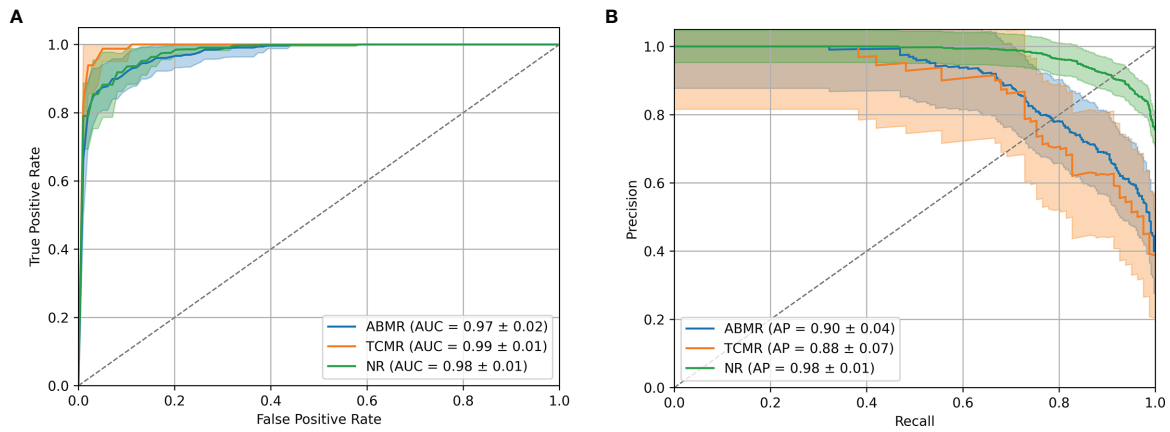 A
True Positive Rate
1.0
0.8
0.6
0.4
0.2
0.0
0.0 0.2 0.4 0.6 0.8 1.0
False Positive Rate
ABMR (AUC = 0.97 ± 0.02)
TCMR (AUC = 0.99 ± 0.01)
NR (AUC = 0.98 ± 0.01)
B
Precision
1.0
0.8
0.6
0.4
0.2
0.0
0.0 0.2 0.4 0.6 0.8 1.0
Recall
ABMR (AP = 0.90 ± 0.04)
TCMR (AP = 0.88 ± 0.07)
NR (AP = 0.98 ± 0.01)